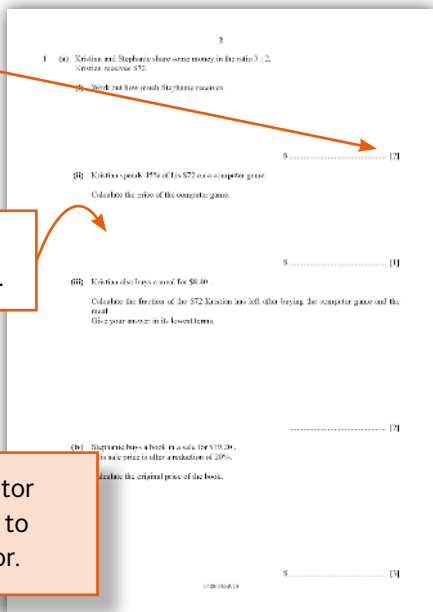 2
1 (a) Kristian and Stephanie share some money in the ratio 3 : 2.
Kristian receives $72.
(i) Work out how much Stephanie receives.
$ ................................ [2]
(ii) Kristian spends 45% of his $72 on a computer game.
Calculate the price of the computer game.
$ ................................ [1]
(iii) Kristian also buys a meal for $8.40 .
Calculate the fraction of the $72 Kristian has left after buying the computer game and the
meal.
Give your answer in its lowest terms.
................................ [2]
(b) Stephanie buys a book in a sale for $19.20 .
sale price is after a reduction of 20%.
the original price of the book.
tor
to
or.
$ ................................ [3]